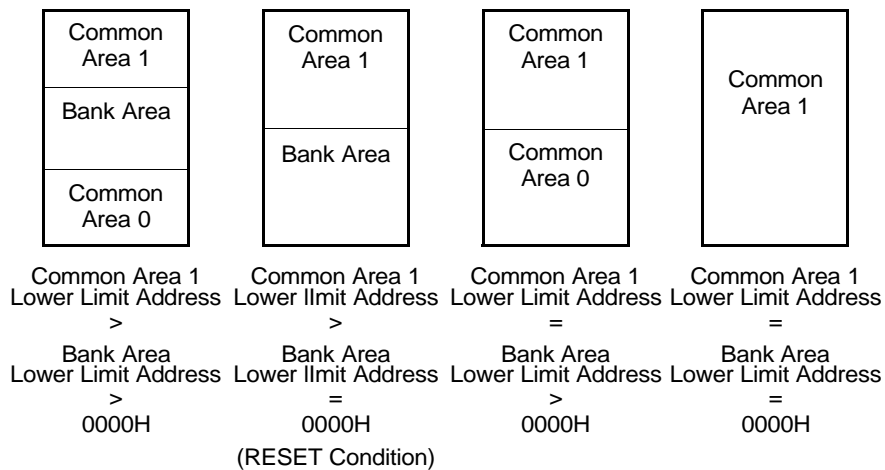 Common
Area 1
Bank Area
Common
Area 0
Common
Area 1
Bank Area
Common
Area 1
Common
Area 0
Common
Area 1
Common Area 1
Lower Limit Address
>
Bank Area
Lower Limit Address
>
0000H
Common Area 1
Lower lImit Address
>
Bank Area
Lower lImit Address
=
0000H
(RESET Condition)
Common Area 1
Lower Limit Address
=
Bank Area
Lower Limit Address
>
0000H
Common Area 1
Lower Limit Address
=
Bank Area
Lower Limit Address
=
0000H